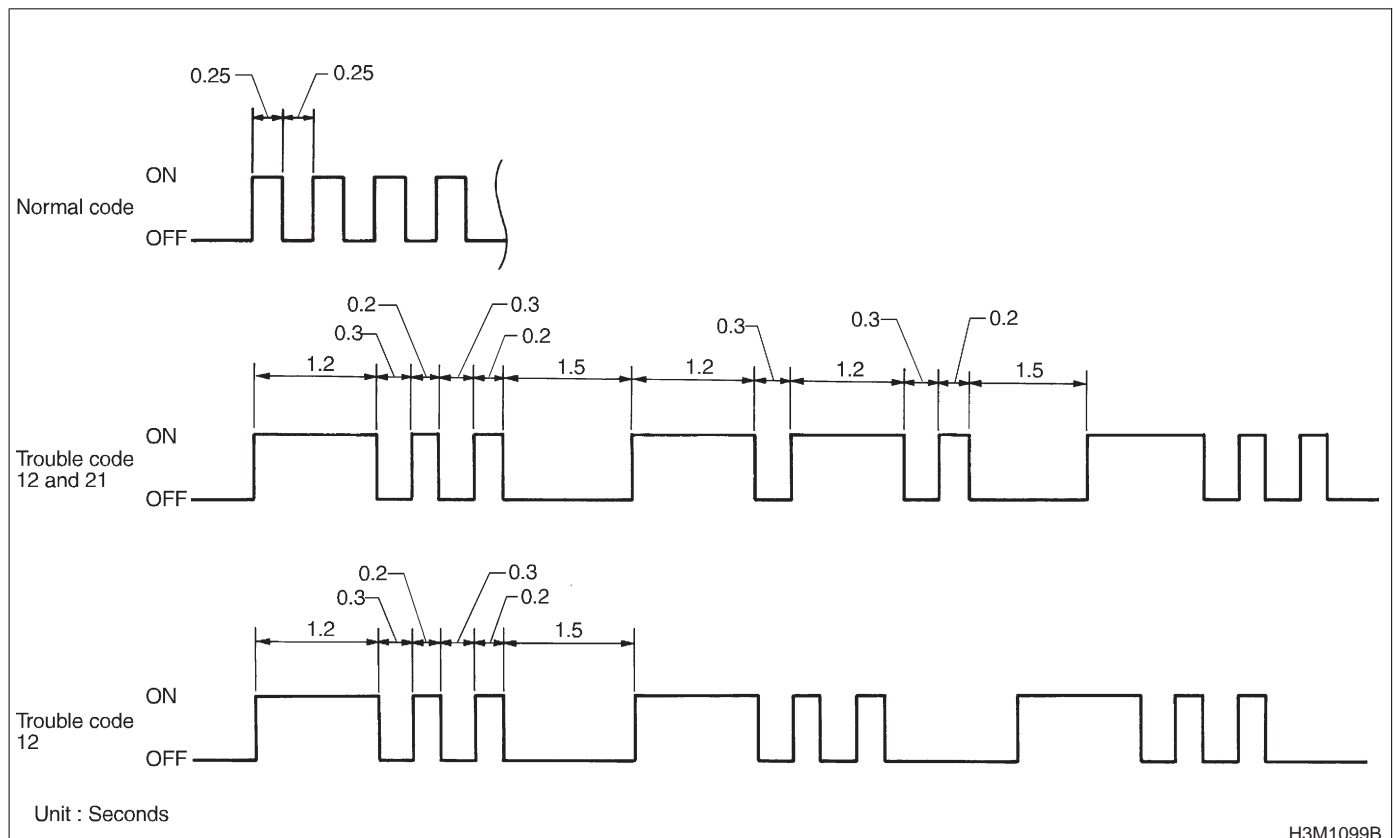 0.25 0.25
ON
Normal code
OFF
0.2 0.3
0.3 0.2
0.3
0.3 0.2
1.2 1.5 1.2 1.2 1.5
ON
Trouble code
12 and 21
OFF
0.2 0.3
0.3 0.2
1.2 1.5
ON
Trouble code
12
OFF
Unit : Seconds
H3M1099B